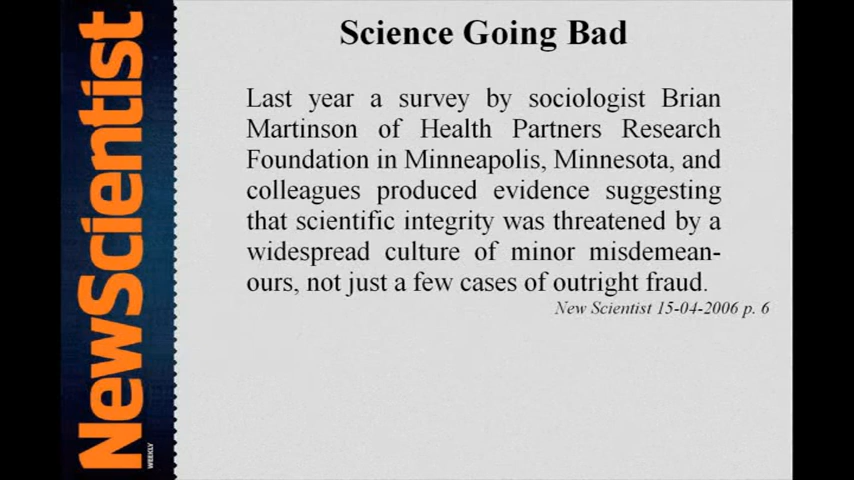 NewScientist
WEEKLY
Science Going Bad
Last year a survey by sociologist Brian
Martinson of Health Partners Research
Foundation in Minneapolis, Minnesota, and
colleagues produced evidence suggesting
that scientific integrity was threatened by a
widespread culture of minor misdemean-
ours, not just a few cases of outright fraud.
New Scientist 15-04-2006 p. 6